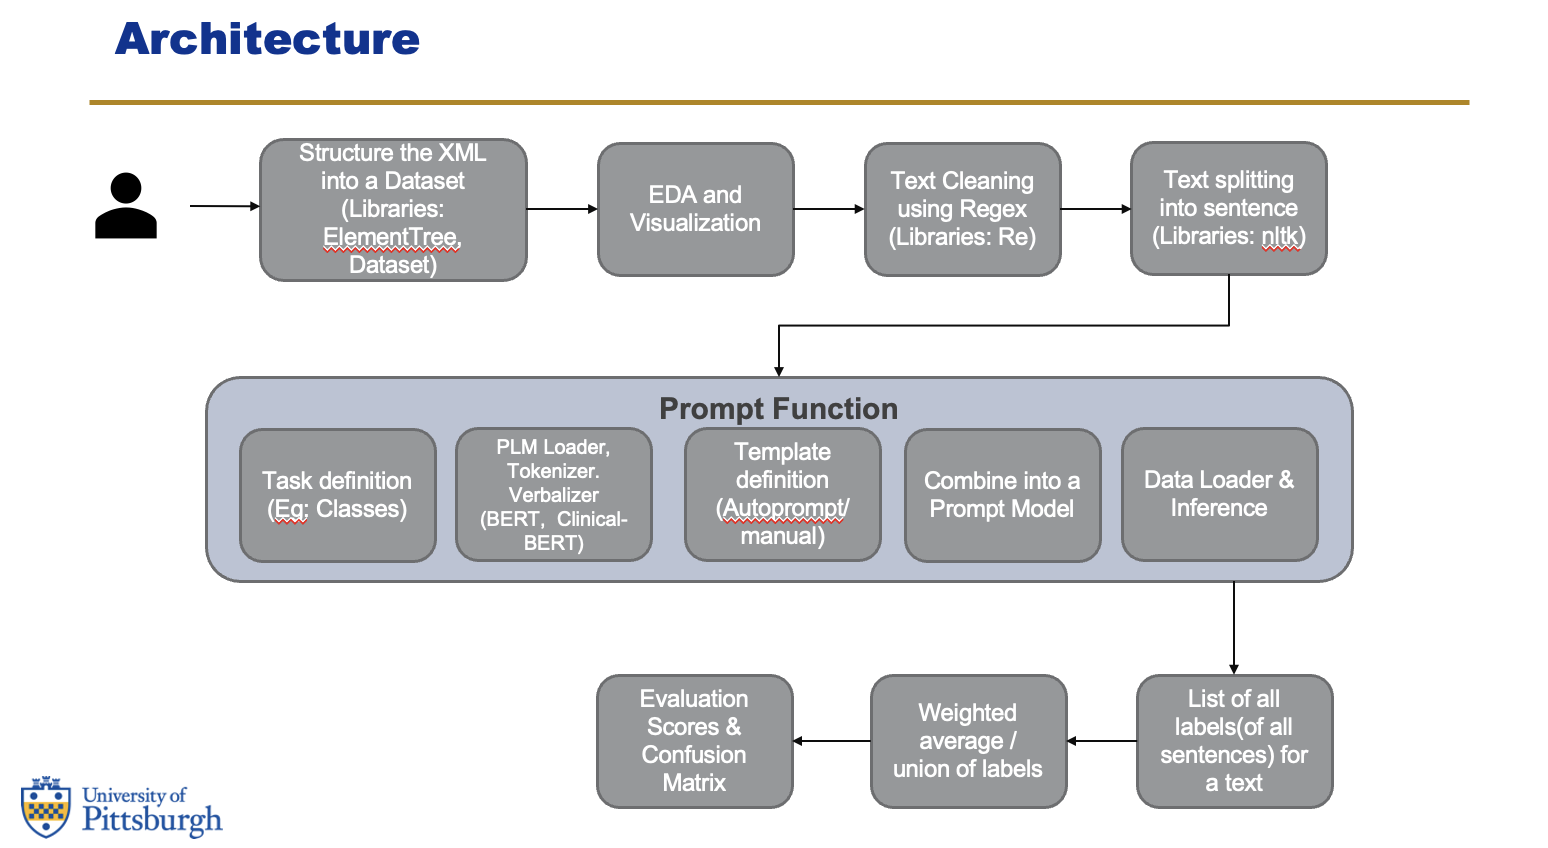 Architecture
Structure the XML
into a Dataset
(Libraries:
ElementTree,
Dataset)
EDA and
Visualization
Text Cleaning
using Regex
(Libraries: Re)
Text splitting
into sentence
(Libraries: nltk)
Prompt Function
Task definition
(Eg; Classes)
PLM Loader,
Tokenizer.
Verbalizer
(BERT, Clinical-
BERT)
Template
definition
(Autoprompt/
manual)
Combine into a
Prompt Model
Data Loader &
Inference
List of all
labels(of all
sentences) for
a text
Weighted
average /
union of labels
Evaluation
Scores &
Confusion
Matrix
University of
Pittsburgh